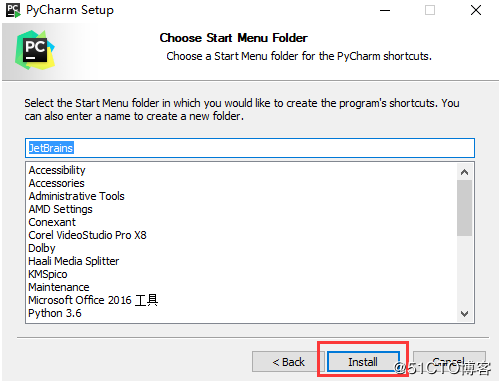 PyCharm Setup
PC
Choose Start Menu Folder
Choose a Start Menu folder for the PyCharm shortcuts.
Select the Start Menu folder in which you would like to create the program's shortcuts. You
can also enter a name to create a new folder.
JetBrains
Accessibility
Accessories
Administrative Tools
AMD Settings
Conexant
Corel VideoStudio Pro X8
Dolby
Haali Media Splitter
KMSpico
Maintenance
Microsoft Office 2016 工具
Python 3.6
< Back Install Cancel
@51CTO博客